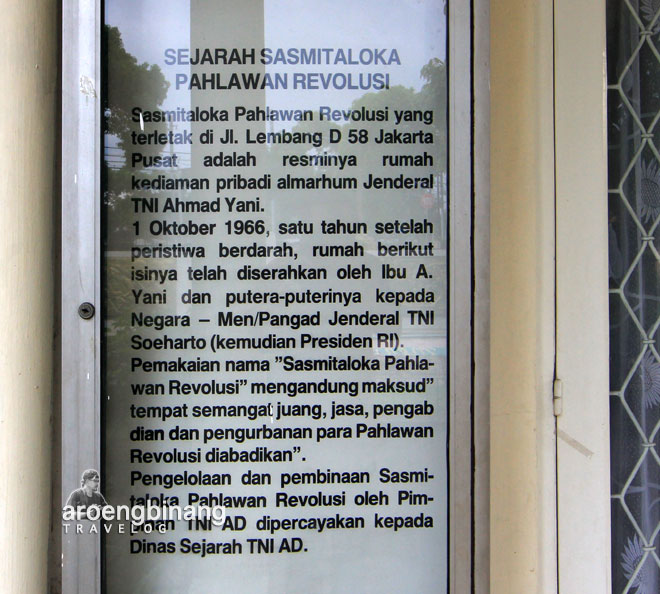 SEJARAH SASMITALOKA
PAHLAWAN REVOLUSI
Sasmitaloka Pahlawan Revolusi yang
terletak di Jl. Lembang D 58 Jakarta
Pusat adalah resminya rumah
kediaman pribadi almarhum Jenderal
TNI Ahmad Yani.
1 Oktober 1966, satu tahun setelah
peristiwa berdarah, rumah berikut
isinya telah diserahkan oleh Ibu A.
Yani dan putera-puterinya kepada
Negara – Men/Pangad Jenderal TNI
Soeharto (kemudian Presiden RI).
Pemakaian nama ”Sasmitaloka Pahla-
wan Revolusi” mengandung maksud”
tempat semangat juang, jasa, pengab
dian dan pengurbanan para Pahlawan
Revolusi diabadikan”.
Pengelolaan dan pembinaan Sasmi-
taloka Pahlawan Revolusi oleh Pim-
pinan TNI AD dipercayakan kepada
Dinas Sejarah TNI AD.
aroengbinang
TRAVELOG